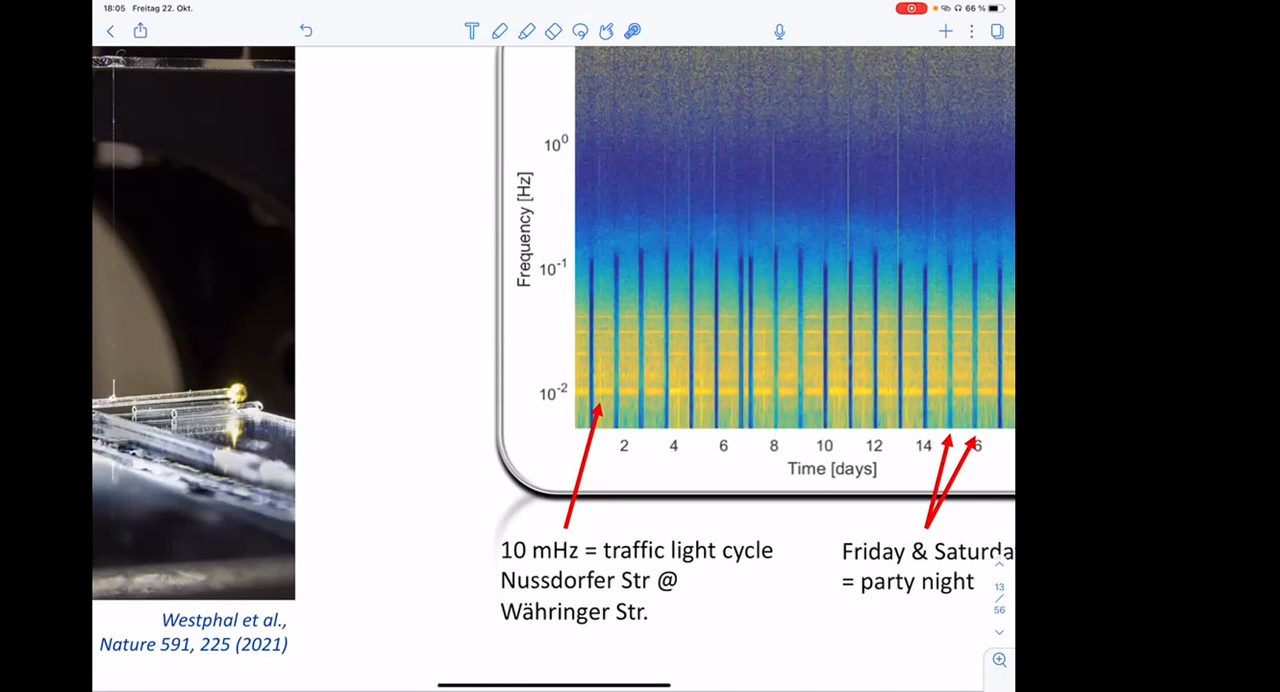 18:05 Freitag 22. Okt.
66 %
Frequency [Hz]
10⁰
10⁻¹
10⁻²
2 4 6 8 10 12 14 6
Time [days]
10 mHz = traffic light cycle
Nussdorfer Str @
Währinger Str.
Friday & Saturda
= party night
Westphal et al.,
Nature 591, 225 (2021)
13
/
56